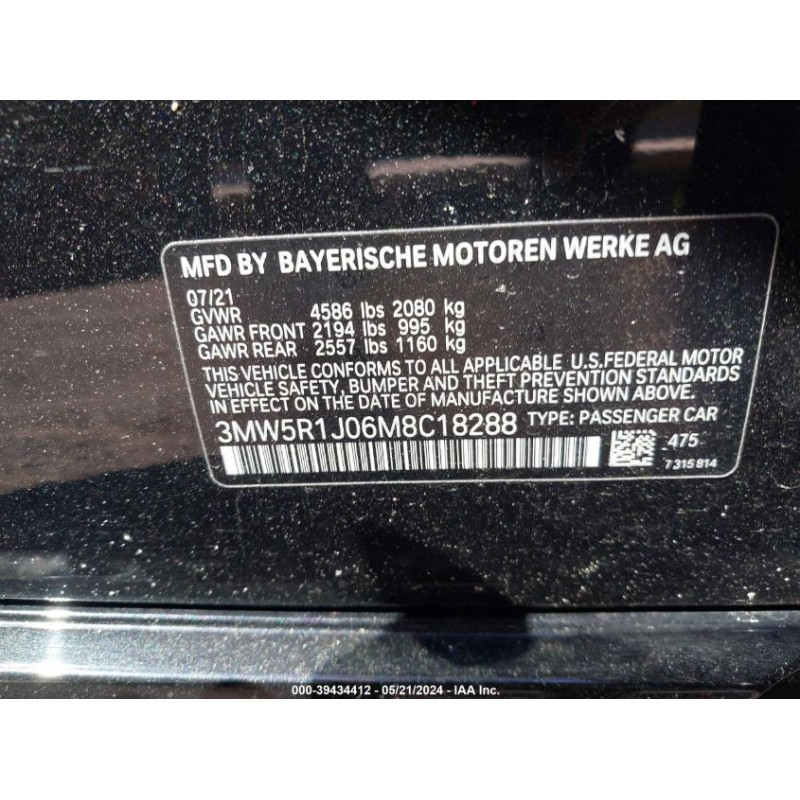 MFD BY BAYERISCHE MOTOREN WERKE AG
07/21
GVWR 4586 lbs 2080 kg
GAWR FRONT 2194 lbs 995 kg
GAWR REAR 2557 lbs 1160 kg
THIS VEHICLE CONFORMS TO ALL APPLICABLE U.S.FEDERAL MOTOR
VEHICLE SAFETY, BUMPER AND THEFT PREVENTION STANDARDS
IN EFFECT ON THE DATE OF MANUFACTURE SHOWN ABOVE.
3MW5R1J06M8C18288 TYPE: PASSENGER CAR
475
7315814
000-39434412 - 05/21/2024 - IAA Inc.